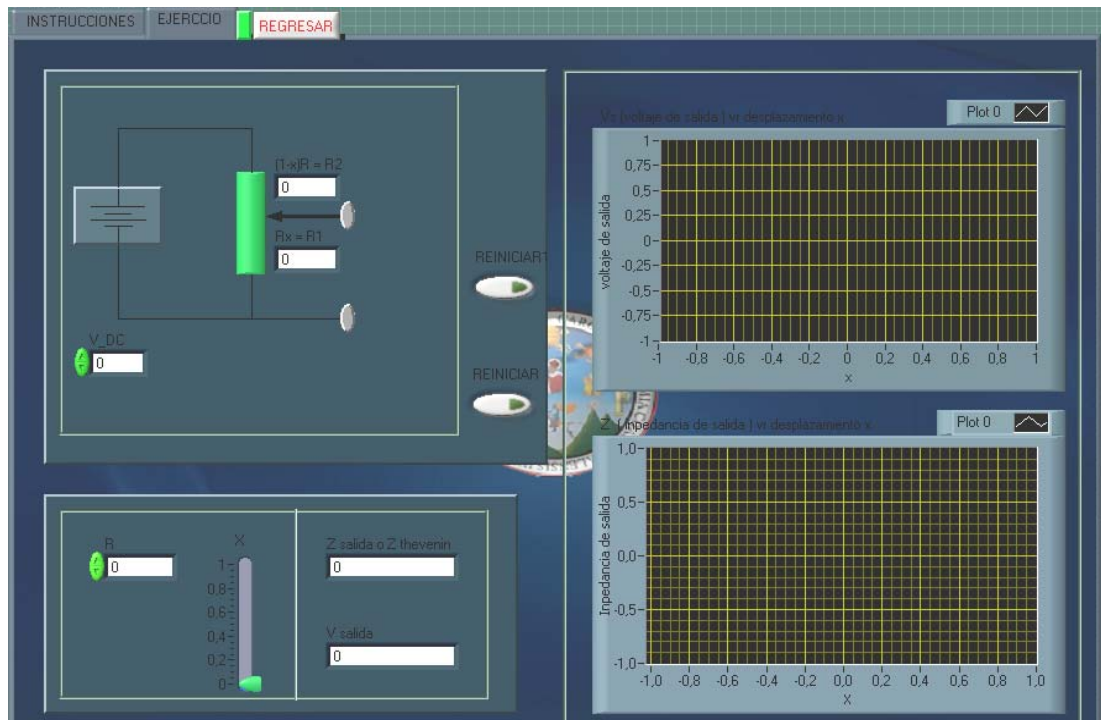 INSTRUCCIONES
EJERCCIO
REGRESAR
(1-x)R = R2
0
Rx = R1
0
V_DC
0
REINICIAR1
REINICIAR
R
0
X
1
0,8
0,6
0,4
0,2
0
Z salida o Z thevenin
0
V salida
0
Vs (voltaje de salida ) vr desplazamiento x
Plot 0
voltaje de salida
1
0,75
0,5
0,25
0
-0,25
-0,5
-0,75
-1
-1 -0,8 -0,6 -0,4 -0,2 0 0,2 0,4 0,6 0,8 1
x
Z ( Inpedancia de salida ) vr desplazamiento x
Plot 0
Inpedancia de salida
1,0
0,5
0,0
-0,5
-1,0
-1,0 -0,8 -0,6 -0,4 -0,2 0,0 0,2 0,4 0,6 0,8 1,0
X